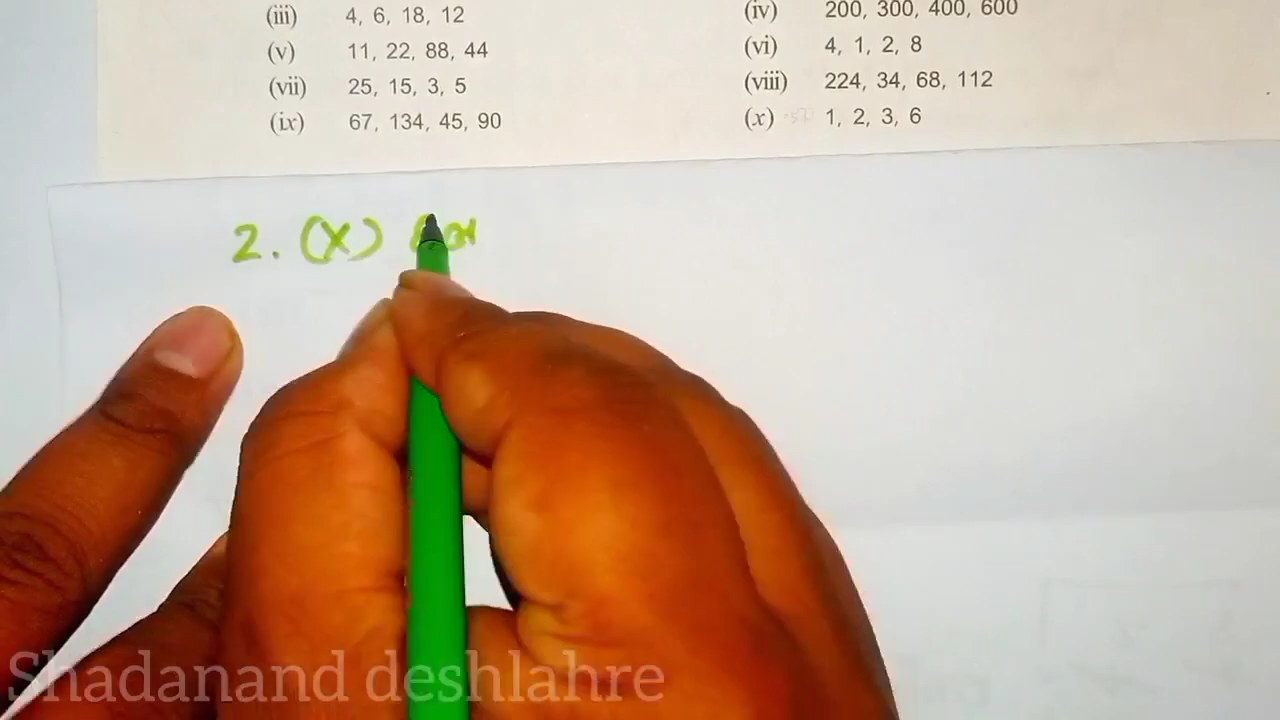 (iii) 4, 6, 18, 12
(iv) 200, 300, 400, 600
(v) 11, 22, 88, 44
(vi) 4, 1, 2, 8
(vii) 25, 15, 3, 5
(viii) 224, 34, 68, 112
(ix) 67, 134, 45, 90
(x) 1, 2, 3, 6
2. (x)
Shadanand deshlahre